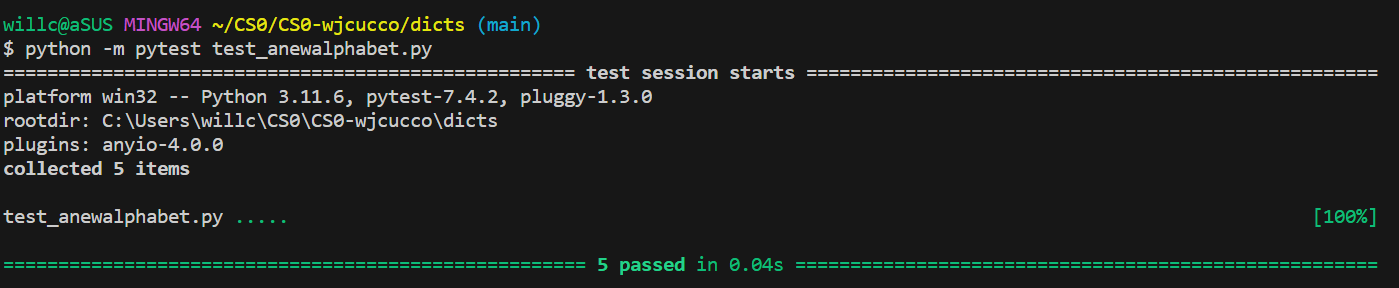 willc@aSUS MINGW64 ~/CS0/CS0-wjcucco/dicts (main)
$ python -m pytest test_anewalphabet.py
==================================================== test session starts ====================================================
platform win32 -- Python 3.11.6, pytest-7.4.2, pluggy-1.3.0
rootdir: C:\Users\willc\CS0\CS0-wjcucco\dicts
plugins: anyio-4.0.0
collected 5 items
test_anewalphabet.py ..... [100%]
===================================================== 5 passed in 0.04s =====================================================